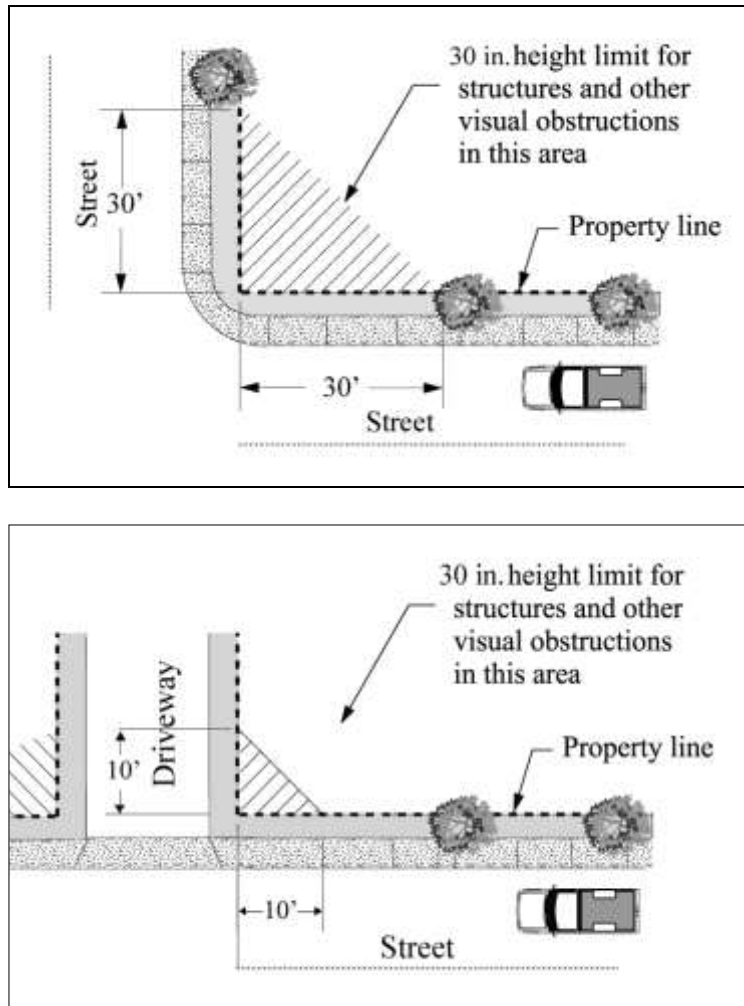 30 in. height limit for
structures and other
visual obstructions
in this area
Street
30’
Property line
30’
Street
30 in. height limit for
structures and other
visual obstructions
in this area
Driveway
10’
Property line
10’
Street